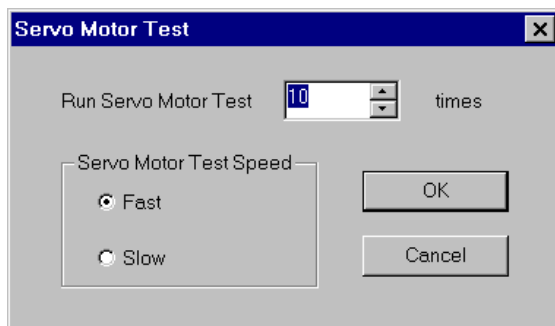 Servo Motor Test
Run Servo Motor Test 10 times
Servo Motor Test Speed
Fast
Slow
OK
Cancel